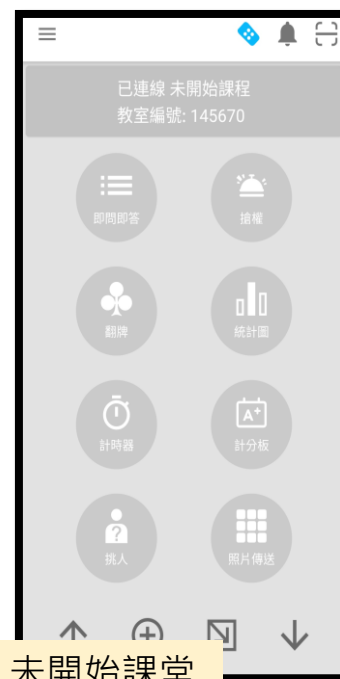 已連線 未開始課程
教室編號: 145670
即問即答
搶權
翻牌
統計圖
計時器
A+
計分板
?
挑人
照片傳送
未開始課堂